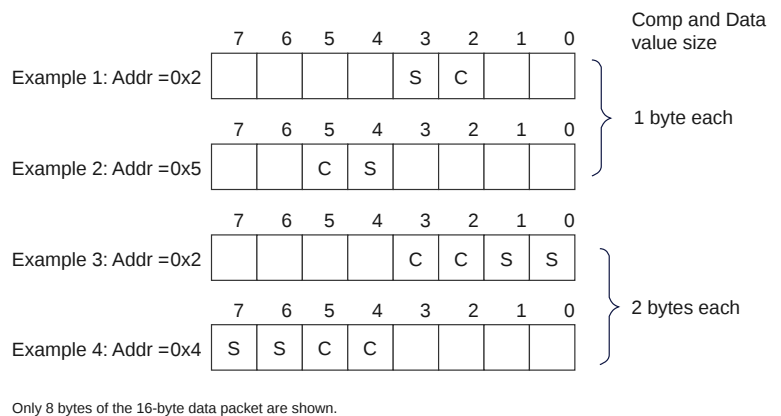 Comp and Data
value size
7 6 5 4 3 2 1 0
Example 1: Addr =0x2 S C
1 byte each
7 6 5 4 3 2 1 0
Example 2: Addr =0x5 C S
7 6 5 4 3 2 1 0
Example 3: Addr =0x2 C C S S
2 bytes each
7 6 5 4 3 2 1 0
Example 4: Addr =0x4 S S C C
Only 8 bytes of the 16-byte data packet are shown.